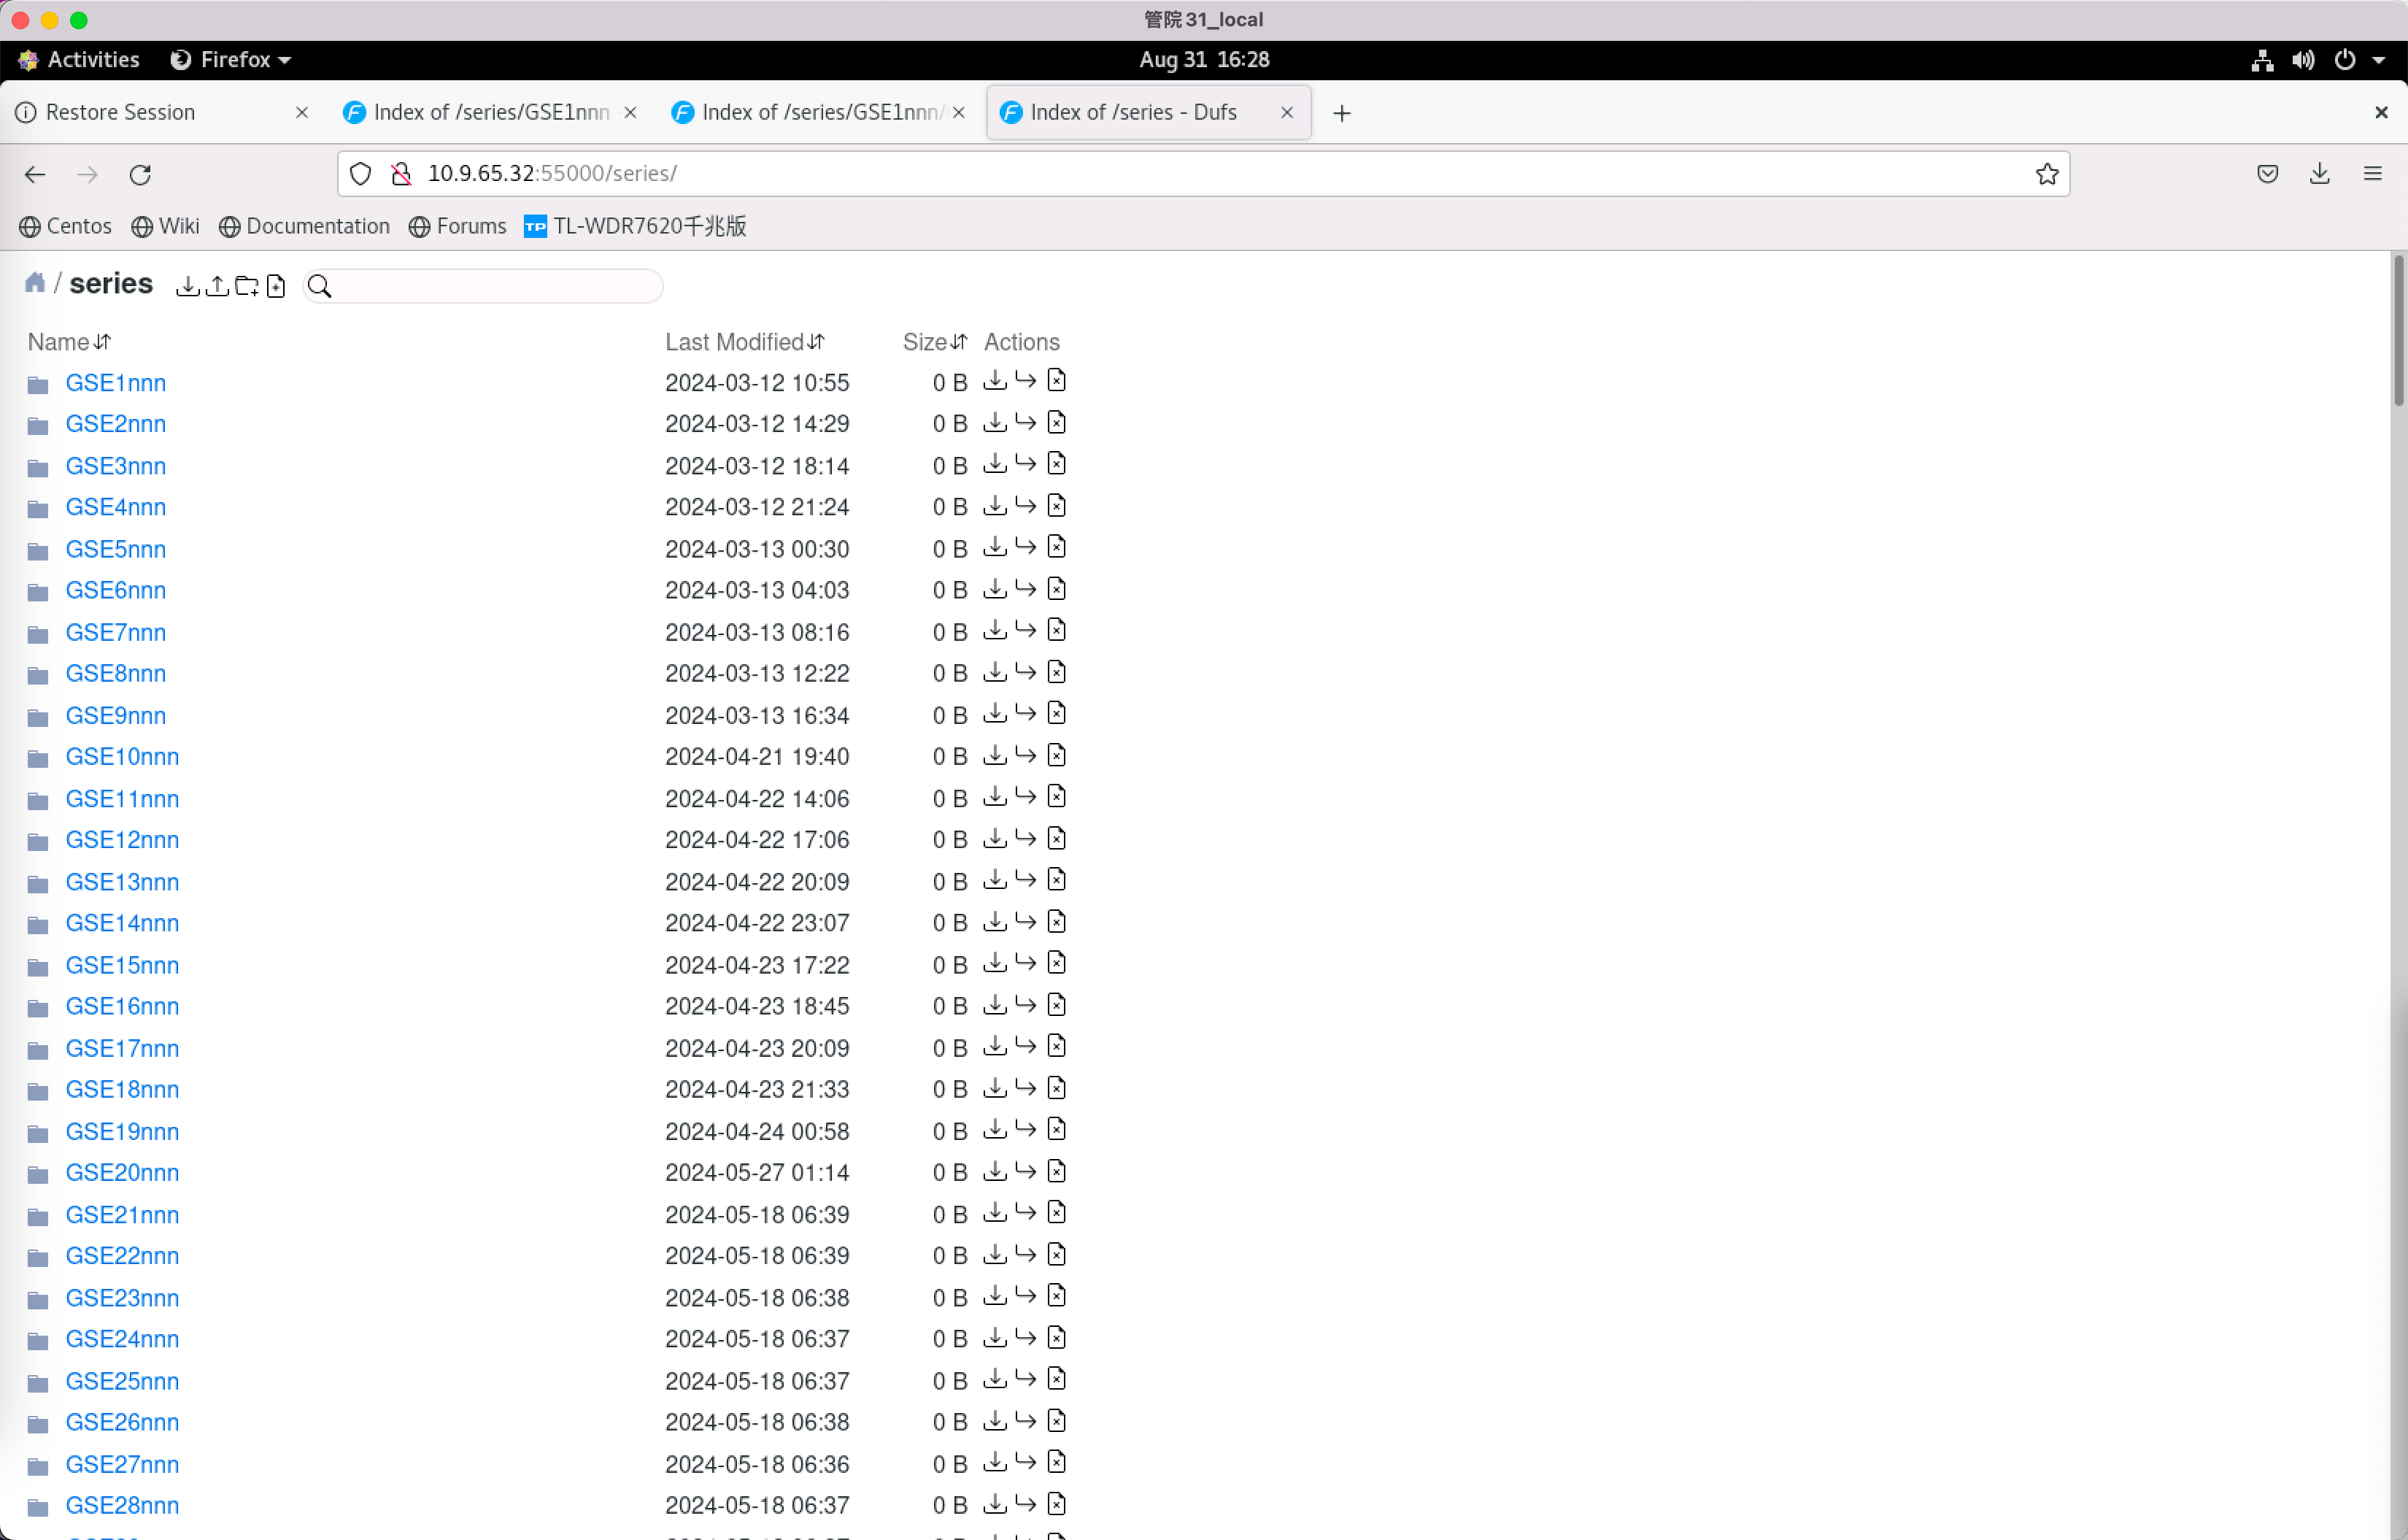 管院31_local
Activities Firefox Aug 31 16:28
Restore Session Index of /series/GSE1nnn Index of /series/GSE1nnn/ Index of /series - Dufs
10.9.65.32:55000/series/
Centos Wiki Documentation Forums TP TL-WDR7620千兆版
/ series
Name Last Modified Size Actions
GSE1nnn 2024-03-12 10:55 0 B
GSE2nnn 2024-03-12 14:29 0 B
GSE3nnn 2024-03-12 18:14 0 B
GSE4nnn 2024-03-12 21:24 0 B
GSE5nnn 2024-03-13 00:30 0 B
GSE6nnn 2024-03-13 04:03 0 B
GSE7nnn 2024-03-13 08:16 0 B
GSE8nnn 2024-03-13 12:22 0 B
GSE9nnn 2024-03-13 16:34 0 B
GSE10nnn 2024-04-21 19:40 0 B
GSE11nnn 2024-04-22 14:06 0 B
GSE12nnn 2024-04-22 17:06 0 B
GSE13nnn 2024-04-22 20:09 0 B
GSE14nnn 2024-04-22 23:07 0 B
GSE15nnn 2024-04-23 17:22 0 B
GSE16nnn 2024-04-23 18:45 0 B
GSE17nnn 2024-04-23 20:09 0 B
GSE18nnn 2024-04-23 21:33 0 B
GSE19nnn 2024-04-24 00:58 0 B
GSE20nnn 2024-05-27 01:14 0 B
GSE21nnn 2024-05-18 06:39 0 B
GSE22nnn 2024-05-18 06:39 0 B
GSE23nnn 2024-05-18 06:38 0 B
GSE24nnn 2024-05-18 06:37 0 B
GSE25nnn 2024-05-18 06:37 0 B
GSE26nnn 2024-05-18 06:38 0 B
GSE27nnn 2024-05-18 06:36 0 B
GSE28nnn 2024-05-18 06:37 0 B